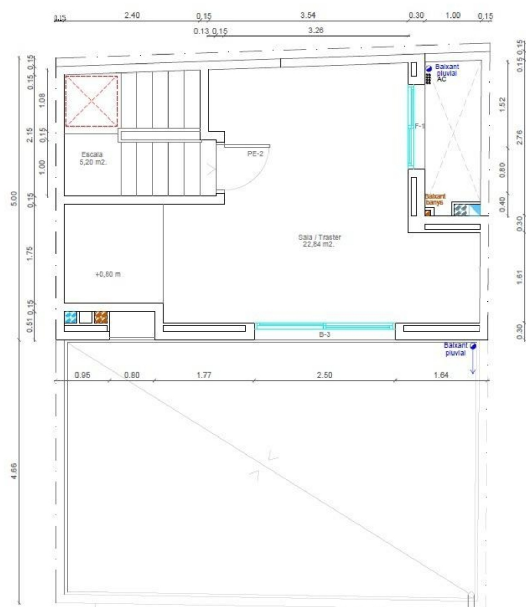 2.40
0,15
3.54
0.30
1.00
0,15
0,15
0.13
0,15
3.26
0,15
0,15
1.08
2.15
0,15
1.00
5.00
0,15
1.75
0,15
0.51
4.66
Baixant
pluvial
AC
F-1
PE-2
Escala
5,20 m2.
Baixant
banys
Sala / Traster
22,84 m2.
+0,60 m
B-3
Baixant
pluvial
0,15
0,15
1.52
2.76
0.80
0.40
0.30
1.61
0.30
0.95
0.80
1.77
2.50
1.64